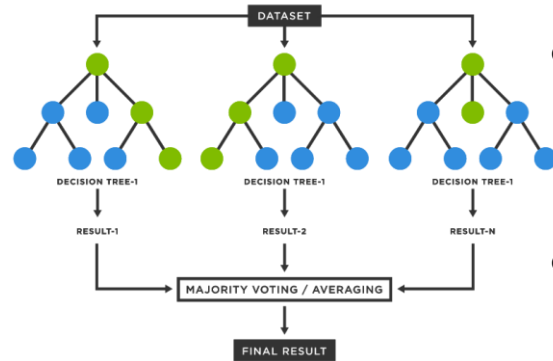 DATASET
DECISION TREE-1
DECISION TREE-1
DECISION TREE-1
RESULT-1
RESULT-2
RESULT-N
MAJORITY VOTING / AVERAGING
FINAL RESULT